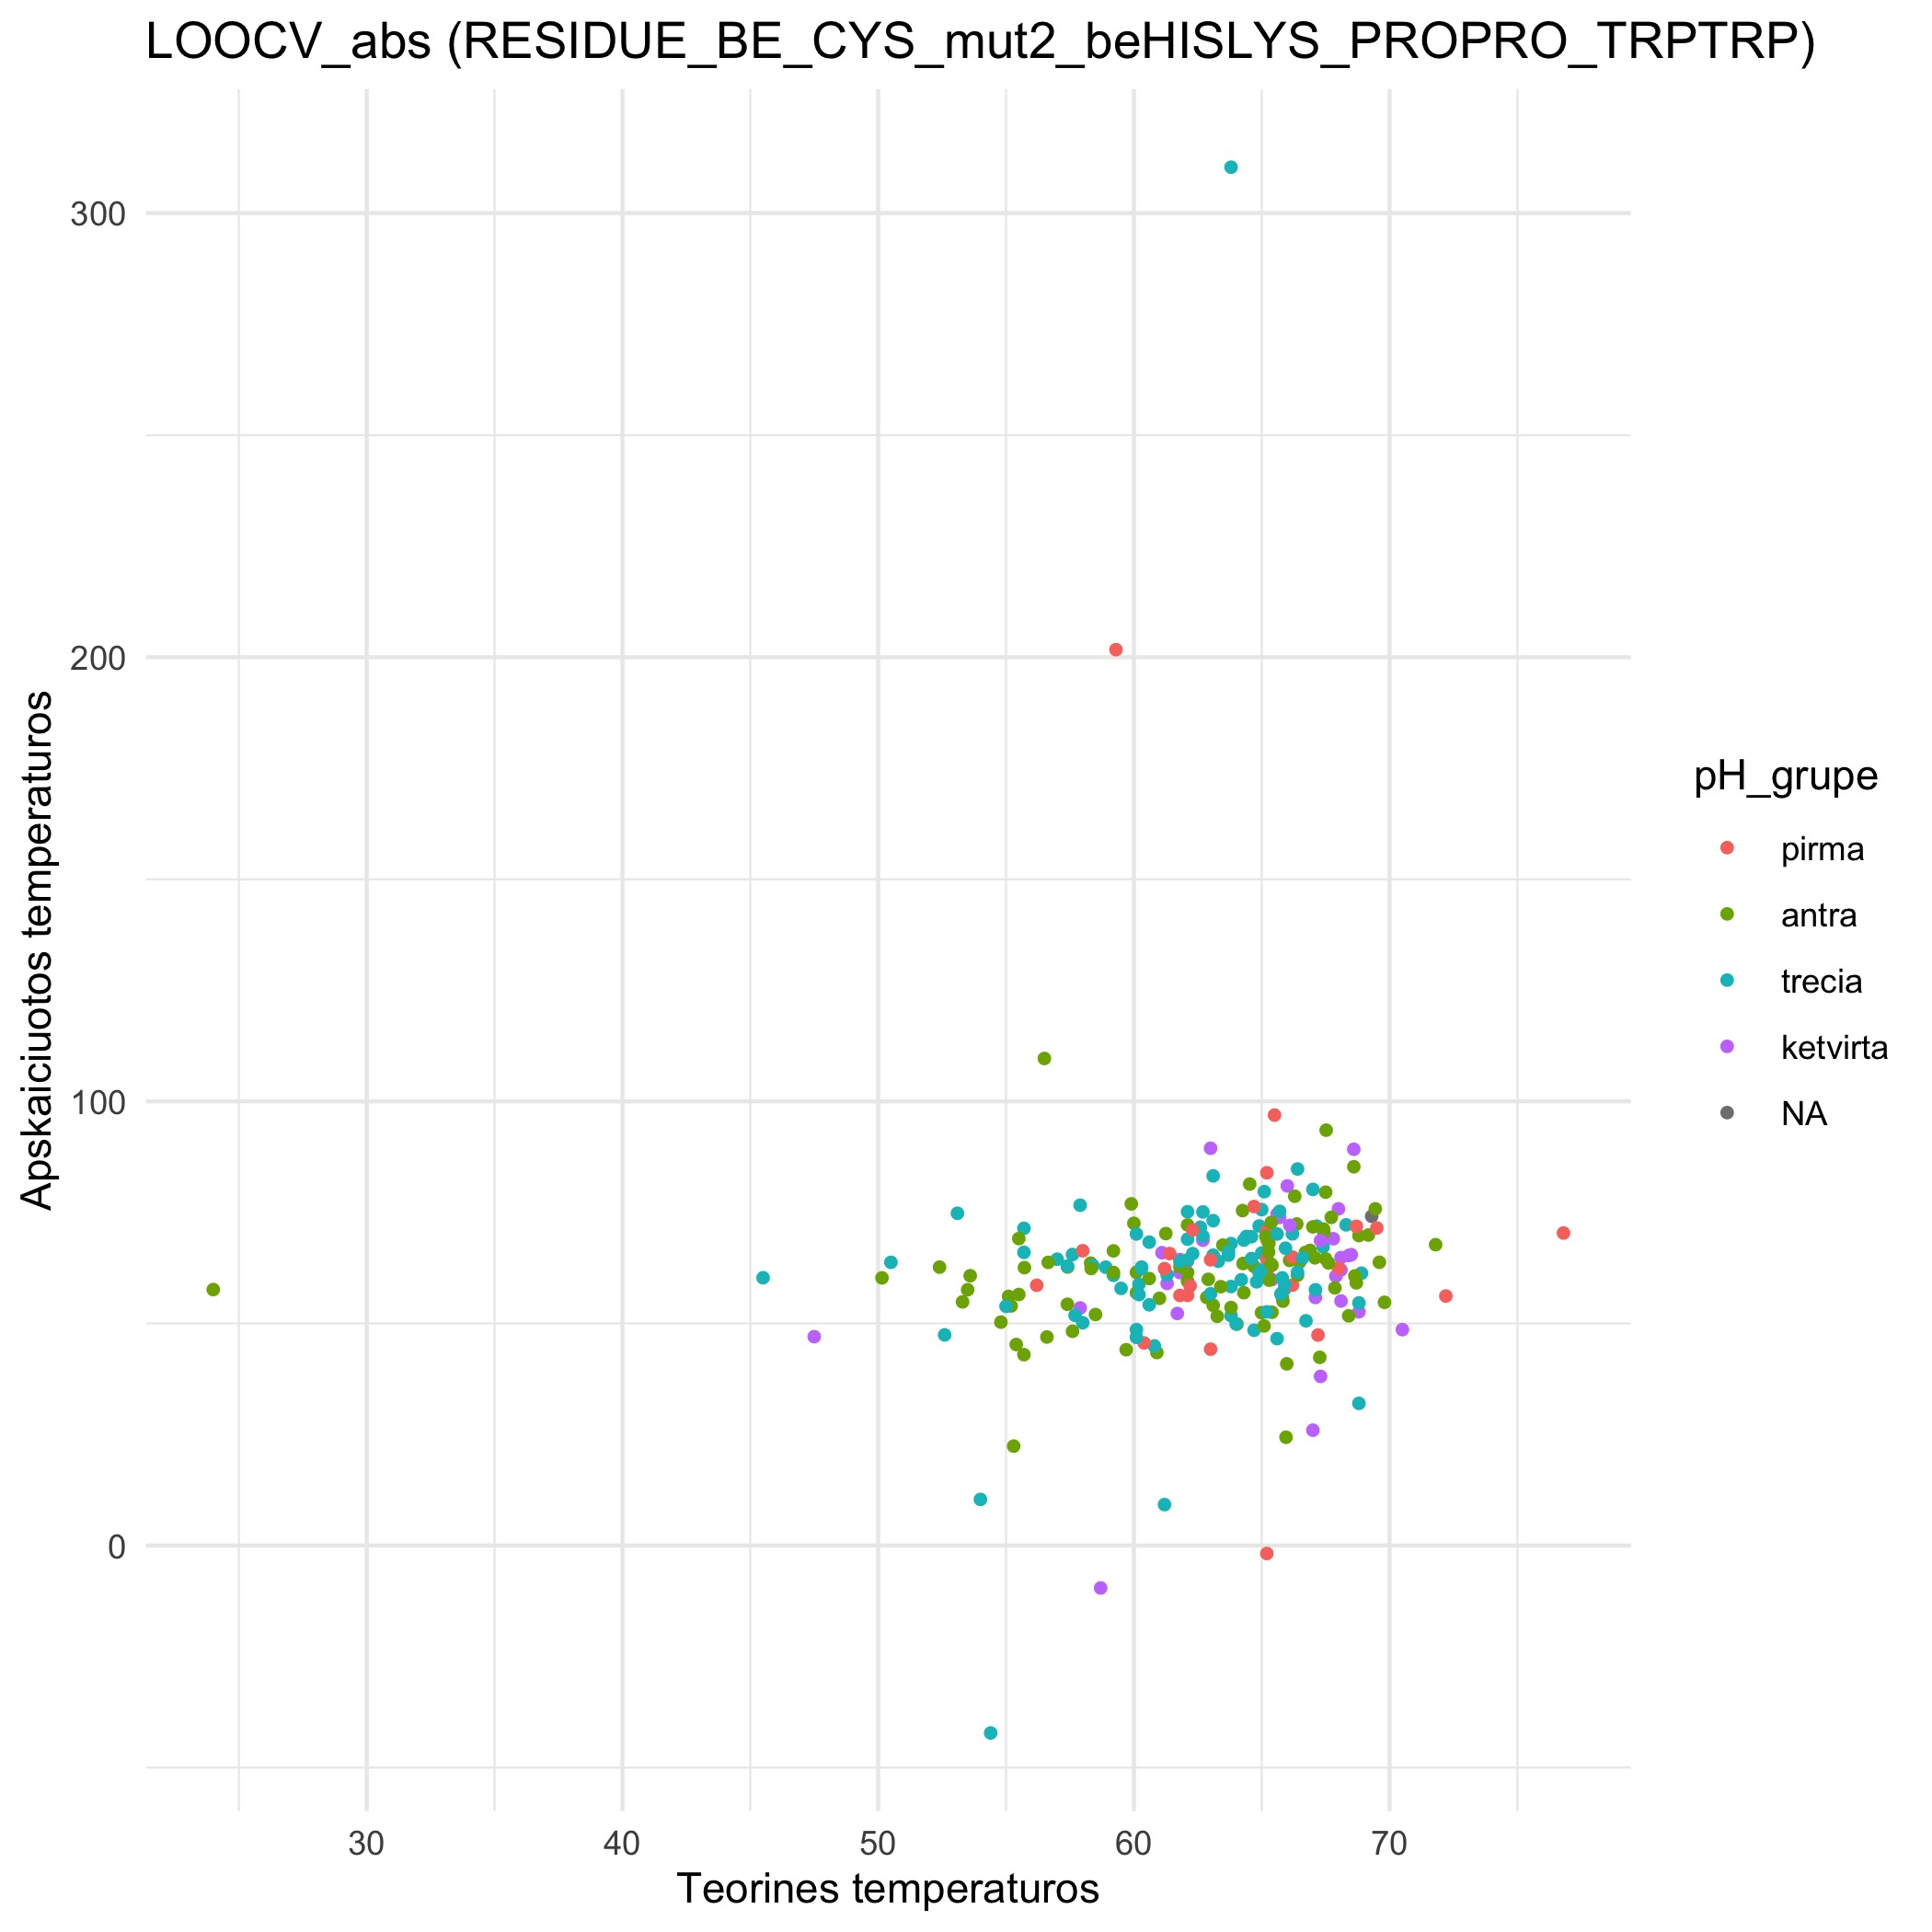 LOOCV_abs (RESIDUE_BE_CYS_mut2_beHISLYS_PROPRO_TRPTRP)
Apskaiciuotos temperaturos
300
200
100
0
30 40 50 60 70
Teorines temperaturos
pH_grupe
pirma
antra
trecia
ketvirta
NA